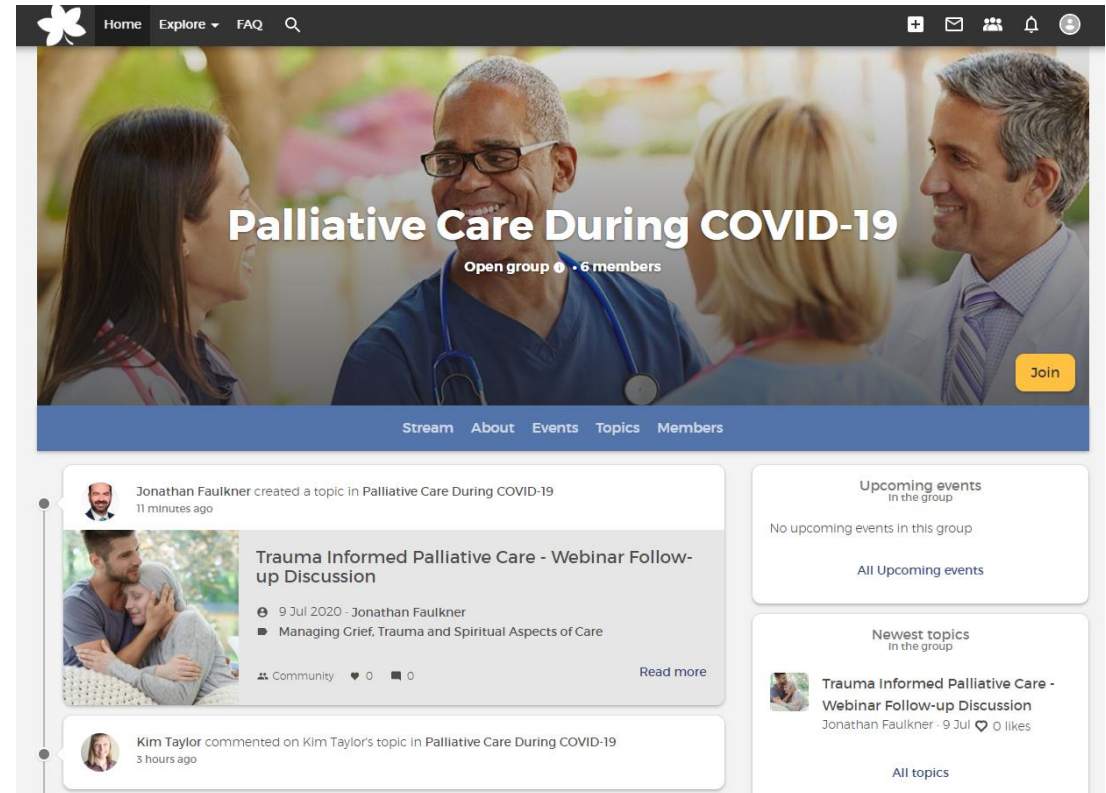 Home Explore FAQ
Palliative Care During COVID-19
Open group • 6 members
Join
Stream About Events Topics Members
Jonathan Faulkner created a topic in Palliative Care During COVID-19
11 minutes ago
Trauma Informed Palliative Care - Webinar Follow-
up Discussion
9 Jul 2020 · Jonathan Faulkner
Managing Grief, Trauma and Spiritual Aspects of Care
Community 0 0
Read more
Kim Taylor commented on Kim Taylor's topic in Palliative Care During COVID-19
3 hours ago
Upcoming events
In the group
No upcoming events in this group
All Upcoming events
Newest topics
In the group
Trauma Informed Palliative Care -
Webinar Follow-up Discussion
Jonathan Faulkner · 9 Jul 0 likes
All topics